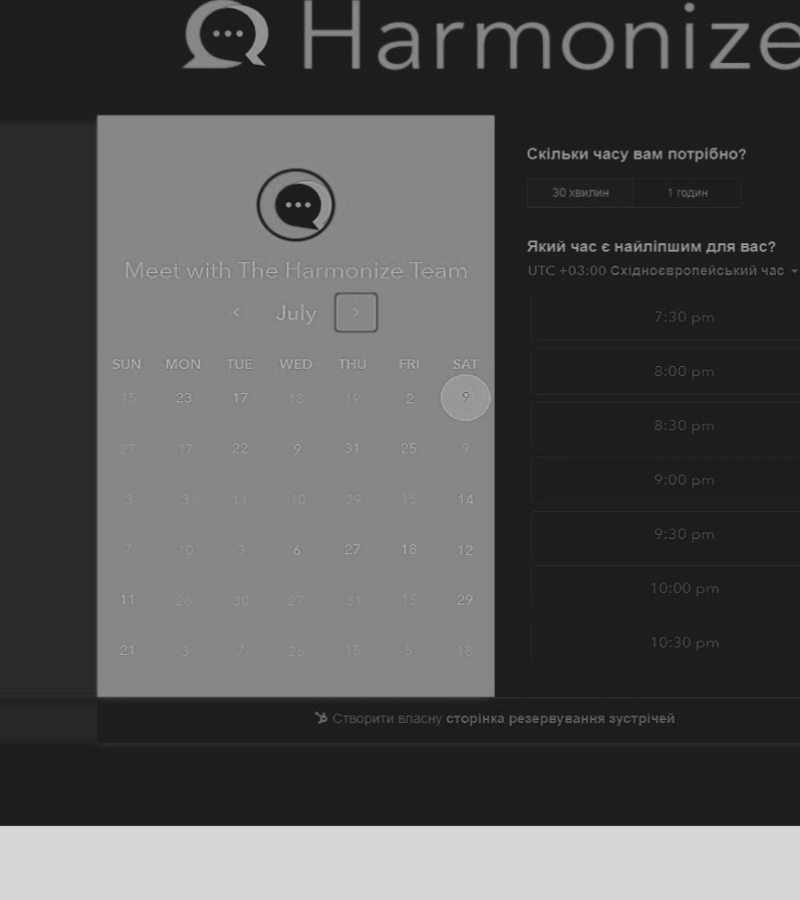 Harmonize
Meet with The Harmonize Team
July
SUN MON TUE WED THU FRI SAT
15 23 17 18 19 2 9
27 17 22 9 31 25 9
3 3 11 10 29 15 14
7 10 3 6 27 18 12
11 28 30 27 31 15 29
21 3 7 26 15 5 18
Скільки часу вам потрібно?
30 хвилин 1 годин
Який час є найліпшим для вас?
UTC +03:00 Східноєвропейський час
7:30 pm
8:00 pm
8:30 pm
9:00 pm
9:30 pm
10:00 pm
10:30 pm
Створити власну сторінка резервування зустрічей